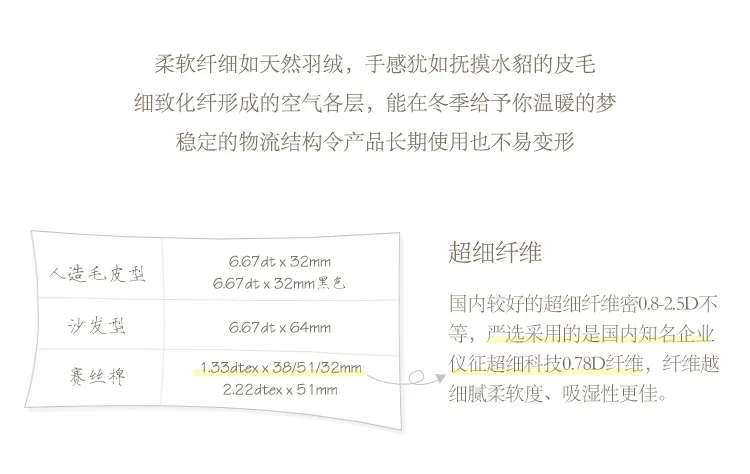 柔软纤细如天然羽绒，手感犹如抚摸水貂的皮毛
细致化纤形成的空气各层，能在冬季给予你温暖的梦
稳定的物流结构令产品长期使用也不易变形
人造毛皮型
6.67dt x 32mm
6.67dt x 32mm黑色
沙发型
6.67dt x 64mm
赛丝棉
1.33dtex x 38/51/32mm
2.22dtex x 51mm
超细纤维
国内较好的超细纤维密0.8-2.5D不
等，严选采用的是国内知名企业
仪征超细科技0.78D纤维，纤维越
细腻柔软度、吸湿性更佳。